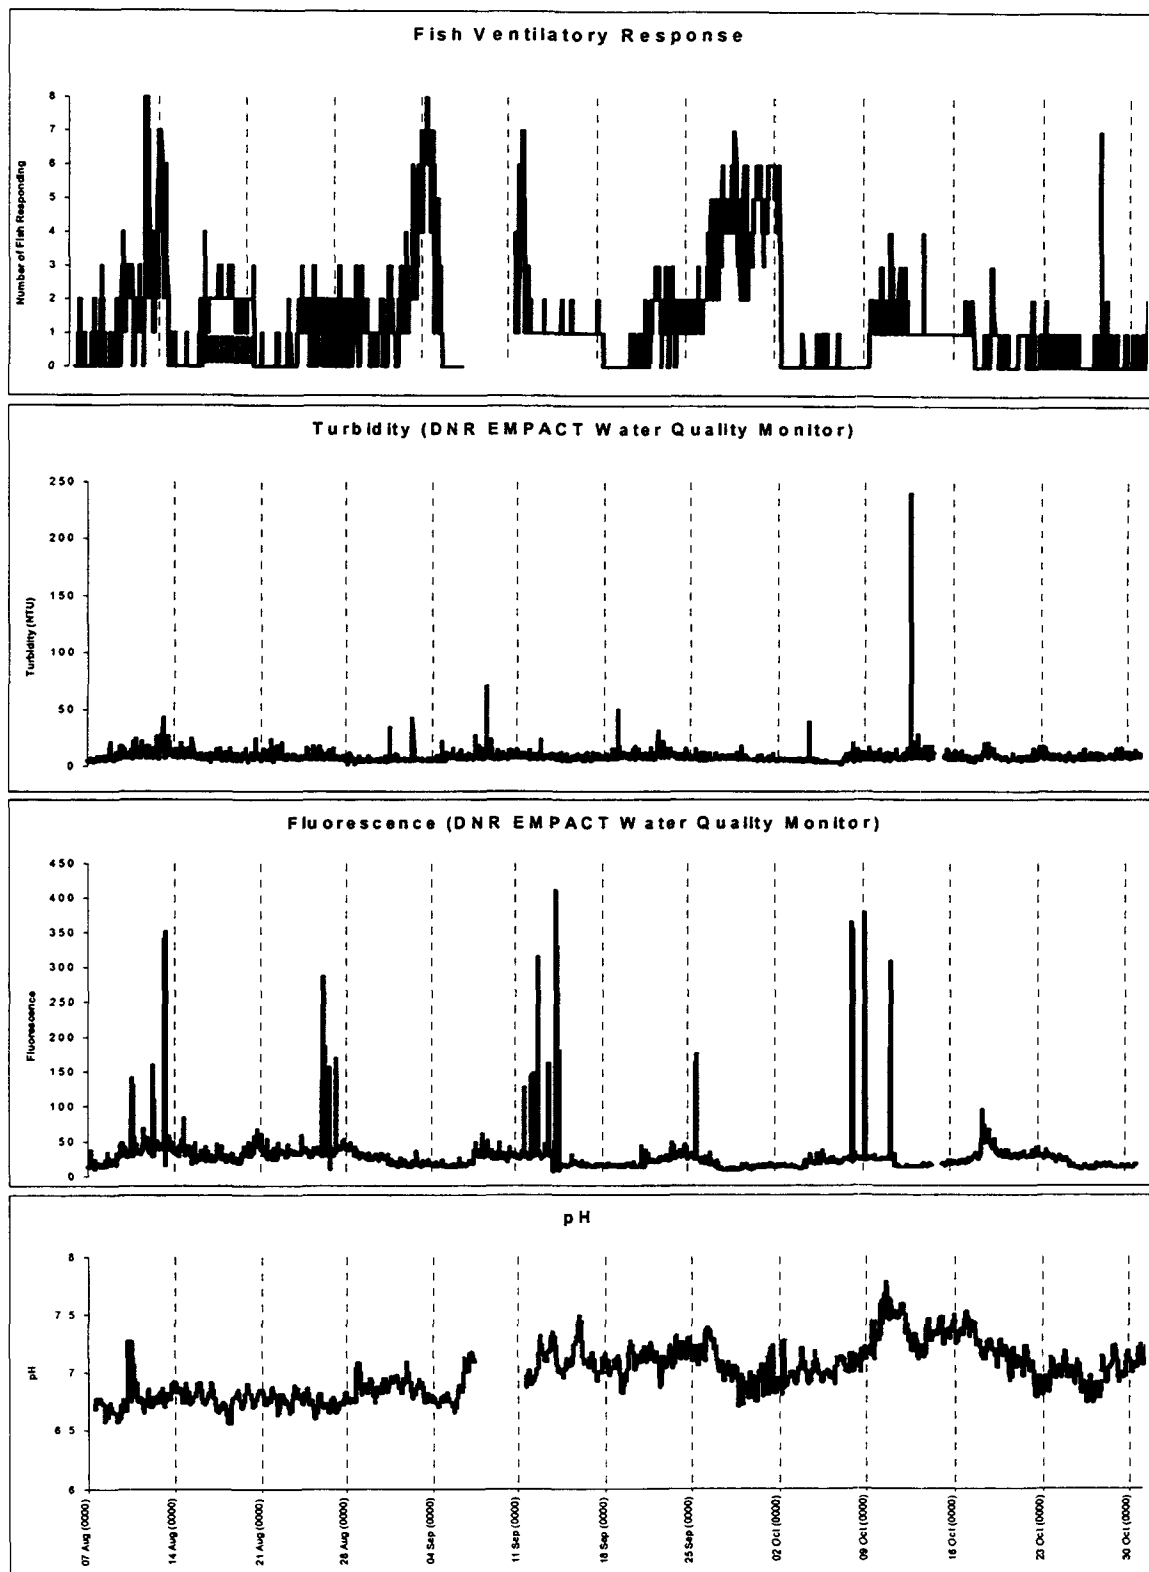 Fish Ventilatory Response
Number of Fish Responding
8
7
6
5
4
3
2
1
0
Turbidity (DNR EMPACT Water Quality Monitor)
Turbidity (NTU)
250
200
150
100
50
0
Fluorescence (DNR EMPACT Water Quality Monitor)
Fluorescence
450
400
350
300
250
200
150
100
50
0
pH
pH
8
7 5
7
6 5
6
07 Aug (0000)
14 Aug (0000)
21 Aug (0000)
28 Aug (0000)
04 Sep (0000)
11 Sep (0000)
18 Sep (0000)
25 Sep (0000)
02 Oct (0000)
09 Oct (0000)
16 Oct (0000)
23 Oct (0000)
30 Oct (0000)